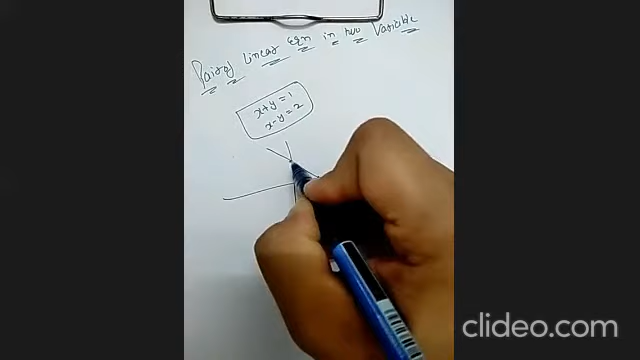 Pair of linear Eqn in two Variable
x+y=1
x-y=2
clideo.com